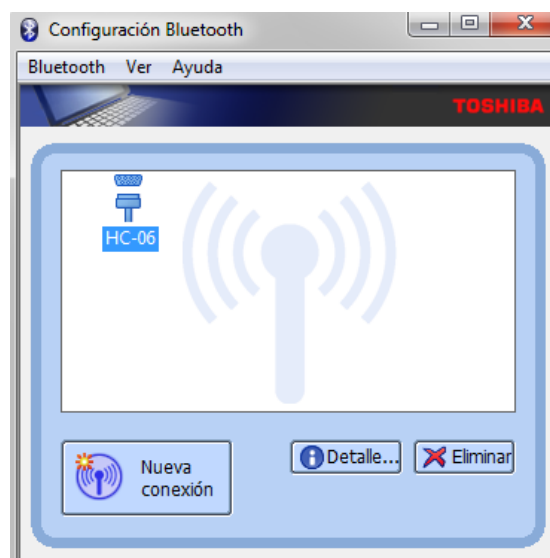 Configuración Bluetooth
Bluetooth Ver Ayuda
TOSHIBA
HC-06
Nueva
conexión
Detalle...
Eliminar